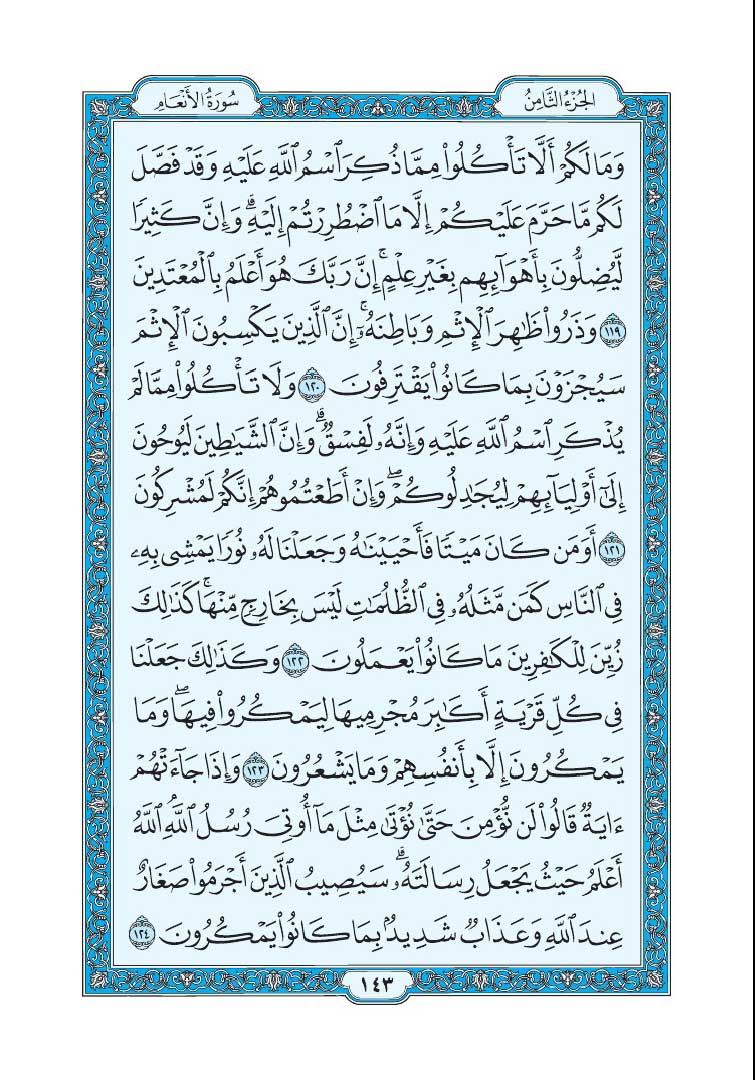 الجُزْءُ الثَّامِنُ
سُورَةُ الأَنْعَامِ
وَمَا لَكُمْ أَلَّا تَأْكُلُوا۟ مِمَّا ذُكِرَ ٱسْمُ ٱللَّهِ عَلَيْهِ وَقَدْ فَصَّلَ
لَكُم مَّا حَرَّمَ عَلَيْكُمْ إِلَّا مَا ٱضْطُرِرْتُمْ إِلَيْهِۗ وَإِنَّ كَثِيرًا
لَّيُضِلُّونَ بِأَهْوَآئِهِم بِغَيْرِ عِلْمٍۚ إِنَّ رَبَّكَ هُوَ أَعْلَمُ بِٱلْمُعْتَدِينَ
١١٩ وَذَرُوا۟ ظَٰهِرَ ٱلْإِثْمِ وَبَاطِنَهُۥٓۚ إِنَّ ٱلَّذِينَ يَكْسِبُونَ ٱلْإِثْمَ
سَيُجْزَوْنَ بِمَا كَانُوا۟ يَقْتَرِفُونَ ١٢٠ وَلَا تَأْكُلُوا۟ مِمَّا لَمْ
يُذْكَرِ ٱسْمُ ٱللَّهِ عَلَيْهِ وَإِنَّهُۥ لَفِسْقٌۗ وَإِنَّ ٱلشَّيَٰطِينَ لَيُوحُونَ
إِلَىٰٓ أَوْلِيَآئِهِمْ لِيُجَٰدِلُوكُمْۖ وَإِنْ أَطَعْتُمُوهُمْ إِنَّكُمْ لَمُشْرِكُونَ
١٢١ أَوَمَن كَانَ مَيْتًا فَأَحْيَيْنَٰهُ وَجَعَلْنَا لَهُۥ نُورًا يَمْشِى بِهِۦ
فِى ٱلنَّاسِ كَمَن مَّثَلُهُۥ فِى ٱلظُّلُمَٰتِ لَيْسَ بِخَارِجٍ مِّنْهَاۚ كَذَٰلِكَ
زُيِّنَ لِلْكَٰفِرِينَ مَا كَانُوا۟ يَعْمَلُونَ ١٢٢ وَكَذَٰلِكَ جَعَلْنَا
فِى كُلِّ قَرْيَةٍ أَكَٰبِرَ مُجْرِمِيهَا لِيَمْكُرُوا۟ فِيهَاۖ وَمَا
يَمْكُرُونَ إِلَّا بِأَنفُسِهِمْ وَمَا يَشْعُرُونَ ١٢٣ وَإِذَا جَآءَتْهُمْ
ءَايَةٌ قَالُوا۟ لَن نُّؤْمِنَ حَتَّىٰ نُؤْتَىٰ مِثْلَ مَآ أُوتِىَ رُسُلُ ٱللَّهِۘ ٱللَّهُ
أَعْلَمُ حَيْثُ يَجْعَلُ رِسَالَتَهُۥۗ سَيُصِيبُ ٱلَّذِينَ أَجْرَمُوا۟ صَغَارٌ
عِندَ ٱللَّهِ وَعَذَابٌ شَدِيدٌۢ بِمَا كَانُوا۟ يَمْكُرُونَ ١٢٤
١٤٣